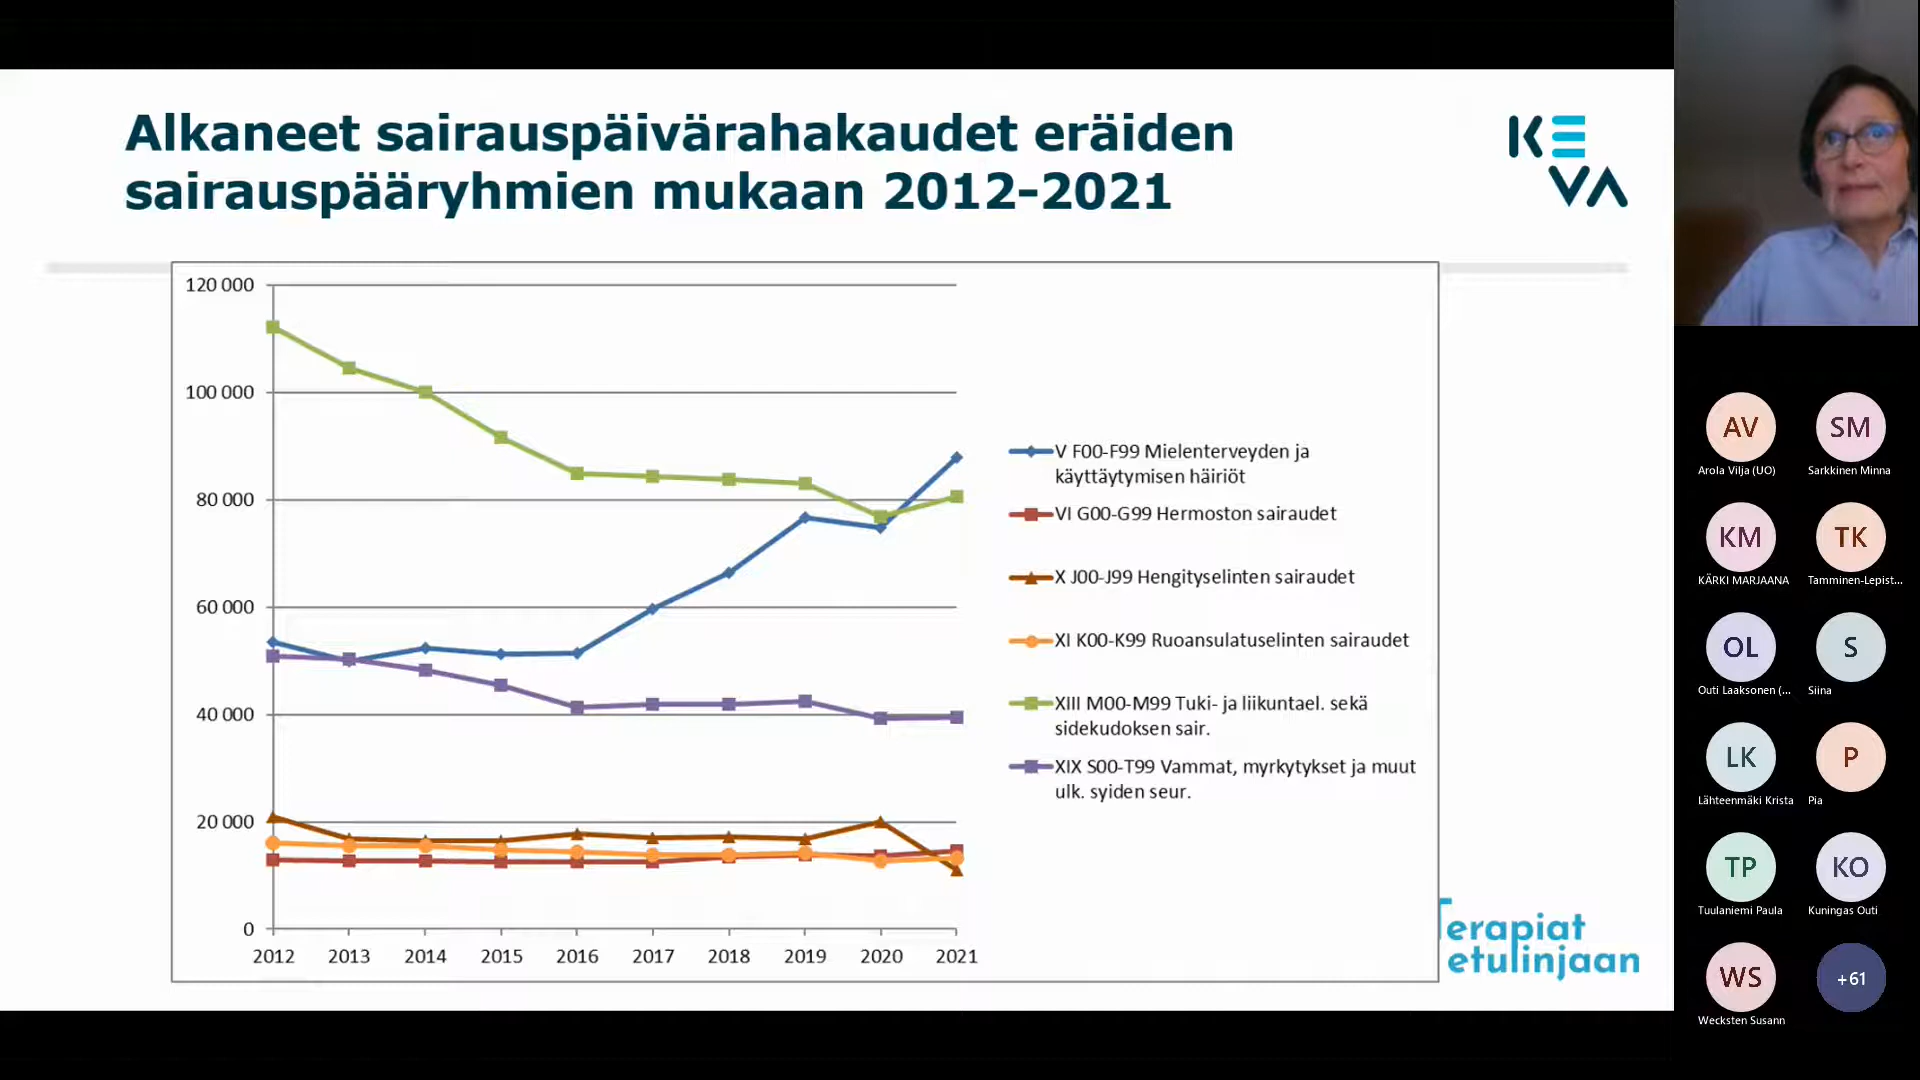 Alkaneet sairauspäivärahakaudet eräiden
sairauspääryhmien mukaan 2012-2021
KEVA
120 000
100 000
80 000
60 000
40 000
20 000
0
2012 2013 2014 2015 2016 2017 2018 2019 2020 2021
V F00-F99 Mielenterveyden ja
käyttäytymisen häiriöt
VI G00-G99 Hermoston sairaudet
X J00-J99 Hengityselinten sairaudet
XI K00-K99 Ruoansulatuselinten sairaudet
XIII M00-M99 Tuki- ja liikuntael. sekä
sidekudoksen sair.
XIX S00-T99 Vammat, myrkytykset ja muut
ulk. syiden seur.
Terapiat
etulinjaan
AV SM
Arola Vilja (UO) Sarkkinen Minna
KM TK
KÄRKI MARJAANA Tamminen-Lepist...
OL S
Outi Laaksonen (... Siina
LK P
Lähteenmäki Krista Pia
TP KO
Tuulaniemi Paula Kuningas Outi
WS +61
Wecksten Susann